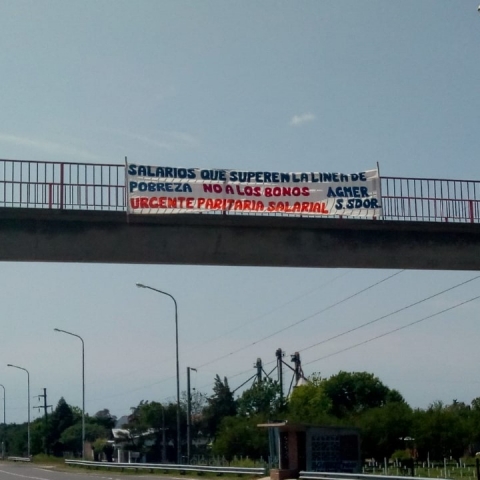 SALARIOS QUE SUPEREN LA LINEA DE
POBREZA NO A LOS BONOS AGMER
URGENTE PARITARIA SALARIAL S.SDOR